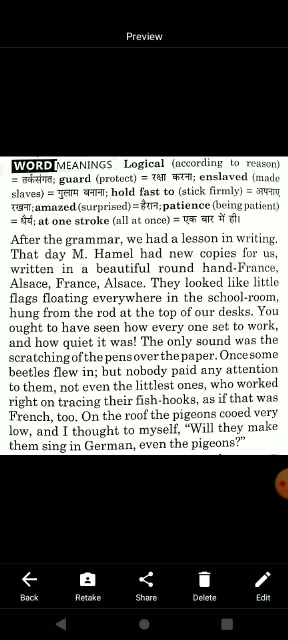 Preview
WORD MEANINGS Logical (according to reason)
= तर्कसंगत; guard (protect) = रक्षा करना; enslaved (made
slaves) = गुलाम बनाना; hold fast to (stick firmly) = अपनाए
रखना; amazed (surprised) = हैरान; patience (being patient)
= धैर्य; at one stroke (all at once) = एक बार में ही।
After the grammar, we had a lesson in writing.
That day M. Hamel had new copies for us,
written in a beautiful round hand-France,
Alsace, France, Alsace. They looked like little
flags floating everywhere in the school-room,
hung from the rod at the top of our desks. You
ought to have seen how every one set to work,
and how quiet it was! The only sound was the
scratching of the pens over the paper. Once some
beetles flew in; but nobody paid any attention
to them, not even the littlest ones, who worked
right on tracing their fish-hooks, as if that was
French, too. On the roof the pigeons cooed very
low, and I thought to myself, “Will they make
them sing in German, even the pigeons?”
Back Retake Share Delete Edit